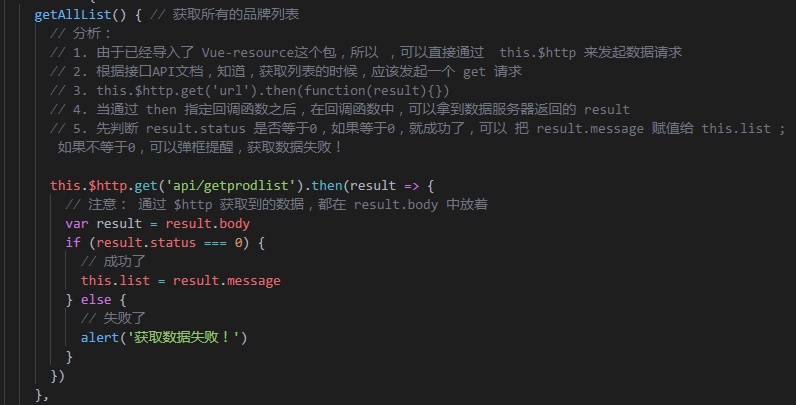 getAllList() { // 获取所有的品牌列表
// 分析：
// 1. 由于已经导入了 Vue-resource这个包，所以 ，可以直接通过  this.$http 来发起数据请求
// 2. 根据接口API文档，知道，获取列表的时候，应该发起一个 get 请求
// 3. this.$http.get('url').then(function(result){})
// 4. 当通过 then 指定回调函数之后，在回调函数中，可以拿到数据服务器返回的 result
// 5. 先判断 result.status 是否等于0，如果等于0，就成功了，可以 把 result.message 赋值给 this.list ;
如果不等于0，可以弹框提醒，获取数据失败！
this.$http.get('api/getprodlist').then(result => {
// 注意： 通过 $http 获取到的数据，都在 result.body 中放着
var result = result.body
if (result.status === 0) {
// 成功了
this.list = result.message
} else {
// 失败了
alert('获取数据失败！')
}
})
},